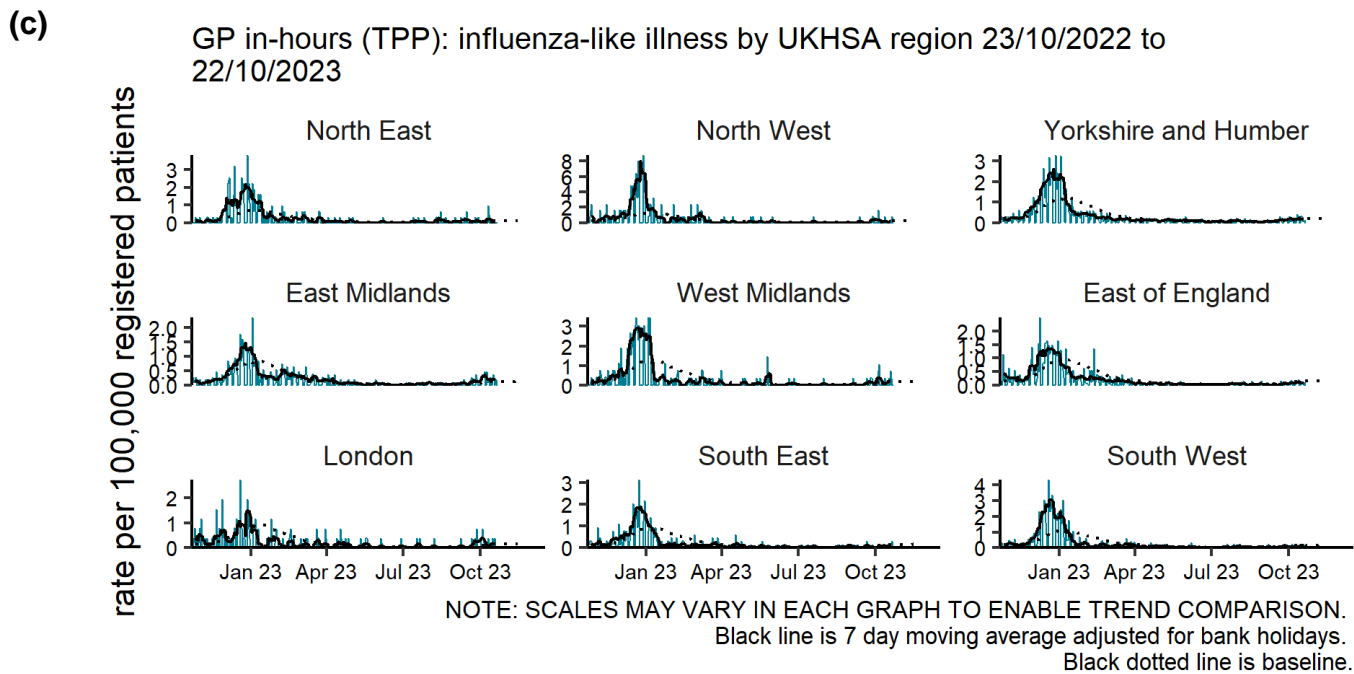 (c)
GP in-hours (TPP): influenza-like illness by UKHSA region 23/10/2022 to
22/10/2023
rate per 100,000 registered patients
North East
North West
Yorkshire and Humber
3
2
1
0
8
6
4
2
0
3
2
1
0
East Midlands
West Midlands
East of England
2.0
1.5
1.0
0.5
0.0
3
2
1
0
2.0
1.5
1.0
0.5
0.0
London
South East
South West
2
1
0
3
2
1
0
4
3
2
1
0
Jan 23 Apr 23 Jul 23 Oct 23
Jan 23 Apr 23 Jul 23 Oct 23
Jan 23 Apr 23 Jul 23 Oct 23
NOTE: SCALES MAY VARY IN EACH GRAPH TO ENABLE TREND COMPARISON.
Black line is 7 day moving average adjusted for bank holidays.
Black dotted line is baseline.